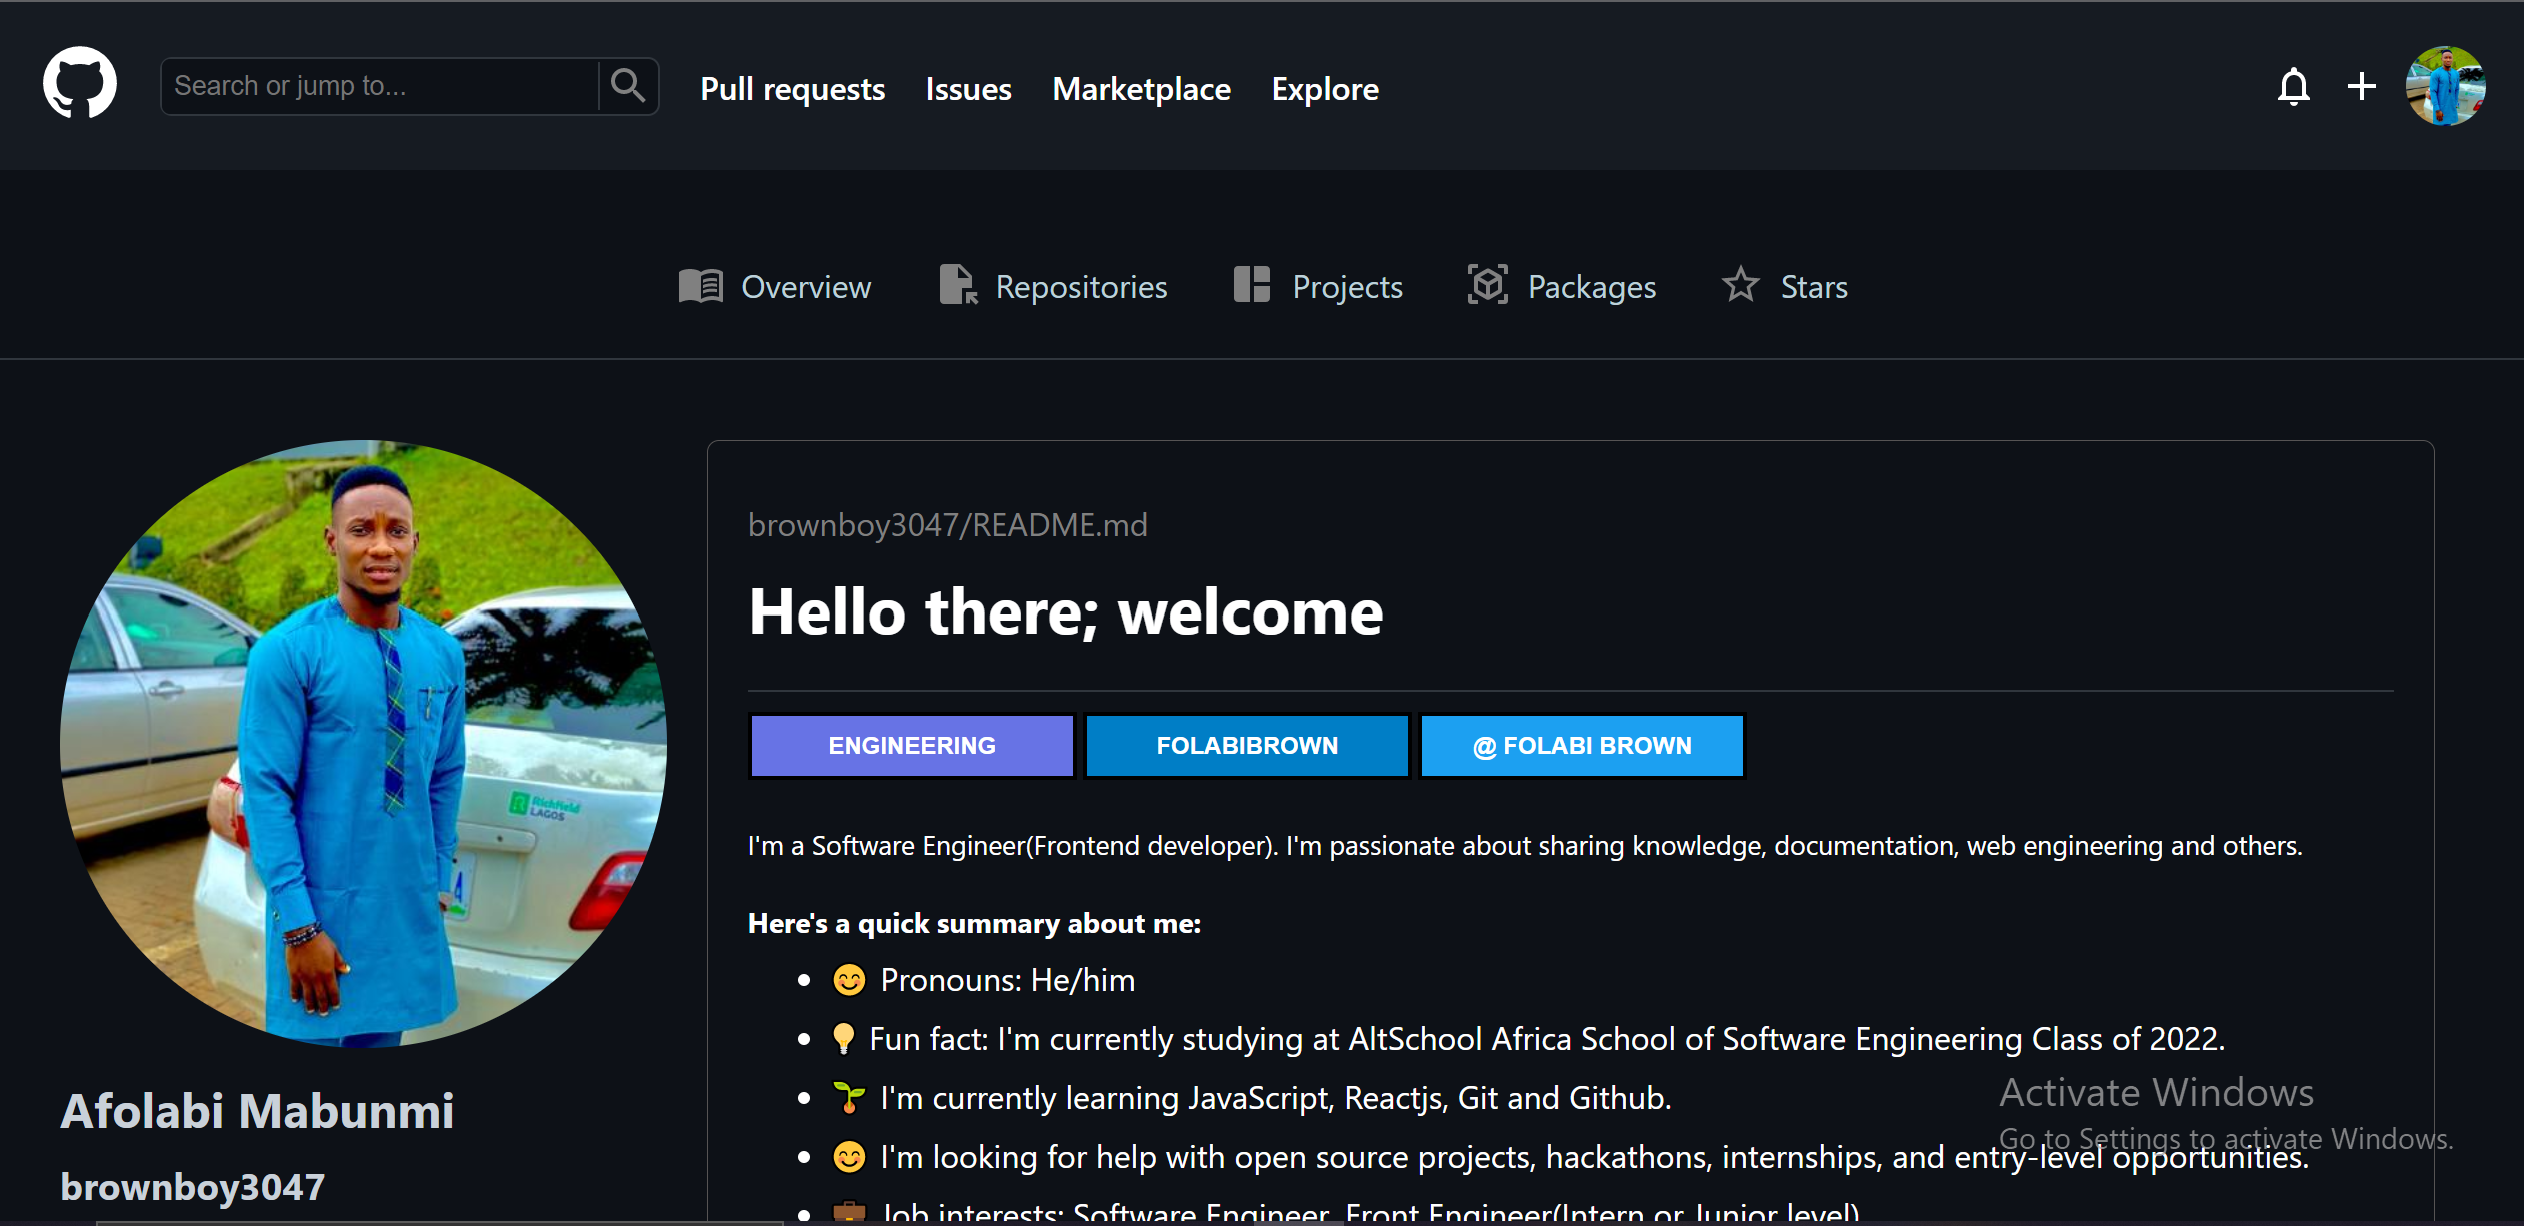 Search or jump to...
Pull requests Issues Marketplace Explore
Overview Repositories Projects Packages Stars
brownboy3047/README.md
Hello there; welcome
ENGINEERING FOLABIBROWN @ FOLABI BROWN
Richfield
LAGOS
I'm a Software Engineer(Frontend developer). I'm passionate about sharing knowledge, documentation, web engineering and others.
Here's a quick summary about me:
• 😊 Pronouns: He/him
• 💡 Fun fact: I'm currently studying at AltSchool Africa School of Software Engineering Class of 2022.
• 🌱 I'm currently learning JavaScript, Reactjs, Git and Github.
• 😊 I'm looking for help with open source projects, hackathons, internships, and entry-level opportunities.
• 💼 Job interests: Software Engineer, Front Engineer(Intern or Junior level)
Afolabi Mabunmi
brownboy3047
Activate Windows
Go to Settings to activate Windows.